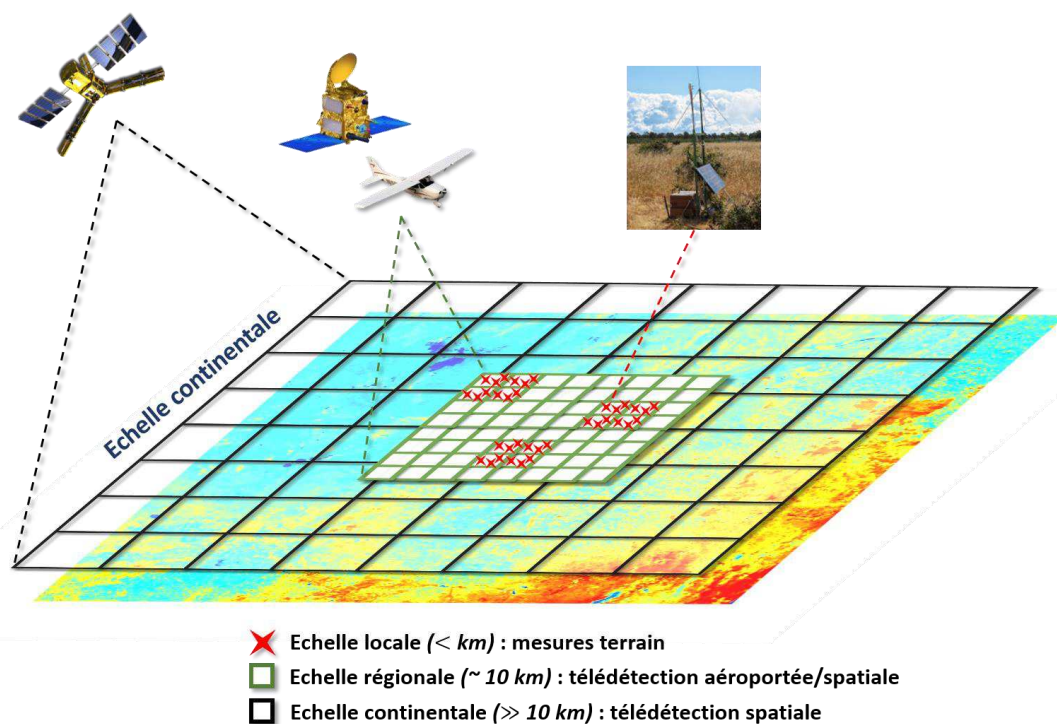 Echelle continentale
Echelle locale (< km) : mesures terrain
Echelle régionale (~ 10 km) : télédétection aéroportée/spatiale
Echelle continentale (>> 10 km) : télédétection spatiale